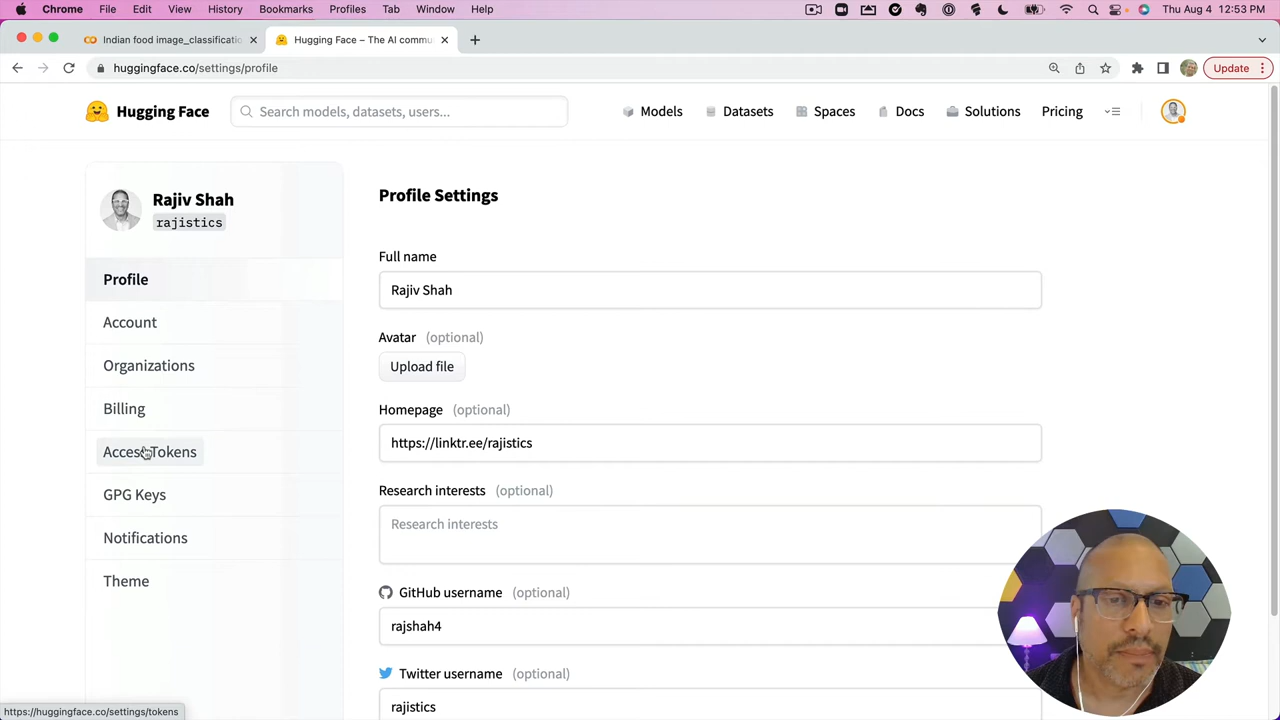 Chrome File Edit View History Bookmarks Profiles Tab Window Help Thu Aug 4 12:53 PM
Indian food image_classificati
Hugging Face – The AI commu
huggingface.co/settings/profile
Update
Hugging Face
Search models, datasets, users...
Models Datasets Spaces Docs Solutions Pricing
Rajiv Shah
rajistics
Profile
Account
Organizations
Billing
Access Tokens
GPG Keys
Notifications
Theme
Profile Settings
Full name
Rajiv Shah
Avatar (optional)
Upload file
Homepage (optional)
https://linktr.ee/rajistics
Research interests (optional)
Research interests
GitHub username (optional)
rajshah4
Twitter username (optional)
rajistics
https://huggingface.co/settings/tokens